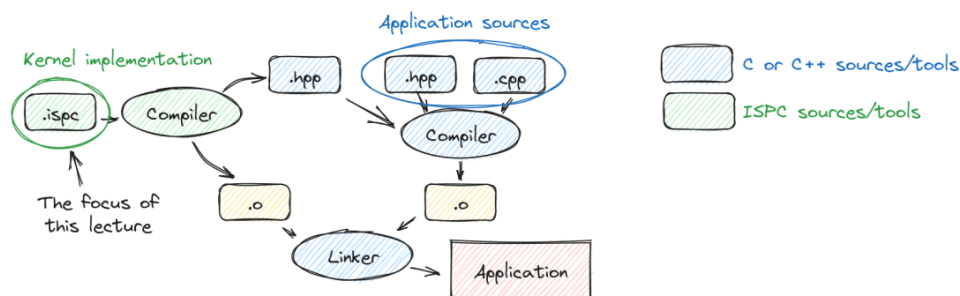 Application sources
Kernel implementation
.hpp
.hpp
.cpp
C or C++ sources/tools
.ispc
Compiler
Compiler
ISPC sources/tools
The focus of
this lecture
.o
.o
Linker
Application